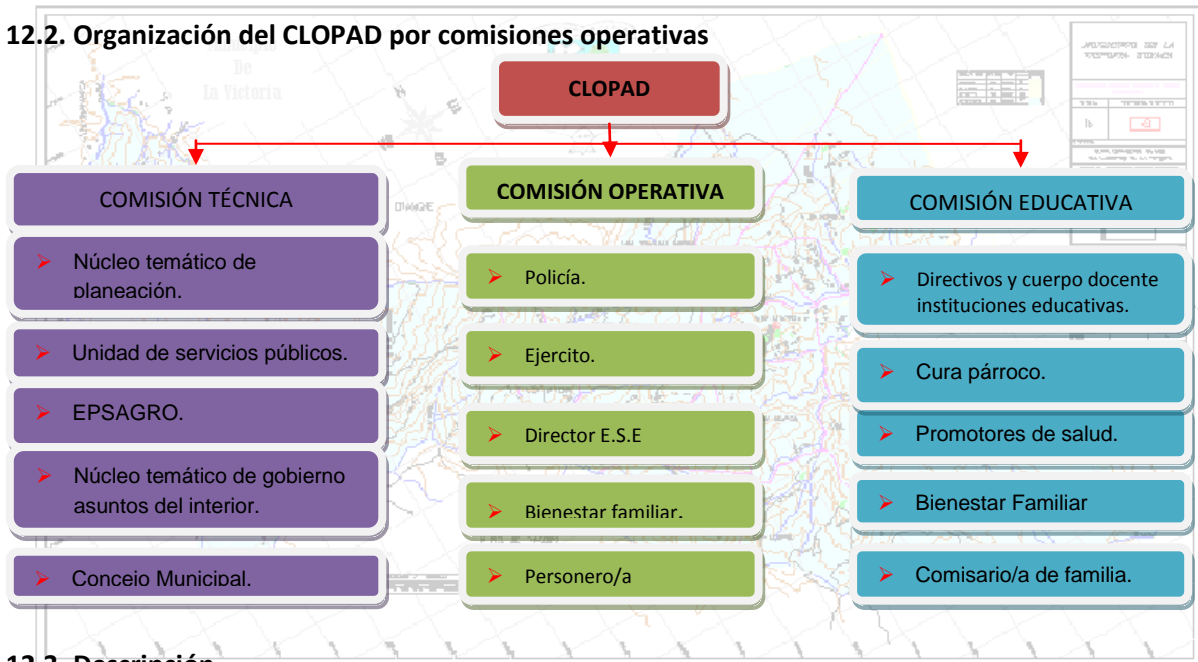 12.2. Organización del CLOPAD por comisiones operativas
De
La Victoria
CLOPAD
COMISIÓN TÉCNICA
Núcleo temático de
planeación.
Unidad de servicios públicos.
EPSAGRO.
Núcleo temático de gobierno
asuntos del interior.
Concejo Municipal.
COMISIÓN OPERATIVA
Policía.
Ejercito.
Director E.S.E
Bienestar familiar.
Personero/a
COMISIÓN EDUCATIVA
Directivos y cuerpo docente
instituciones educativas.
Cura párroco.
Promotores de salud.
Bienestar Familiar
Comisario/a de familia.
12.3. Descripción